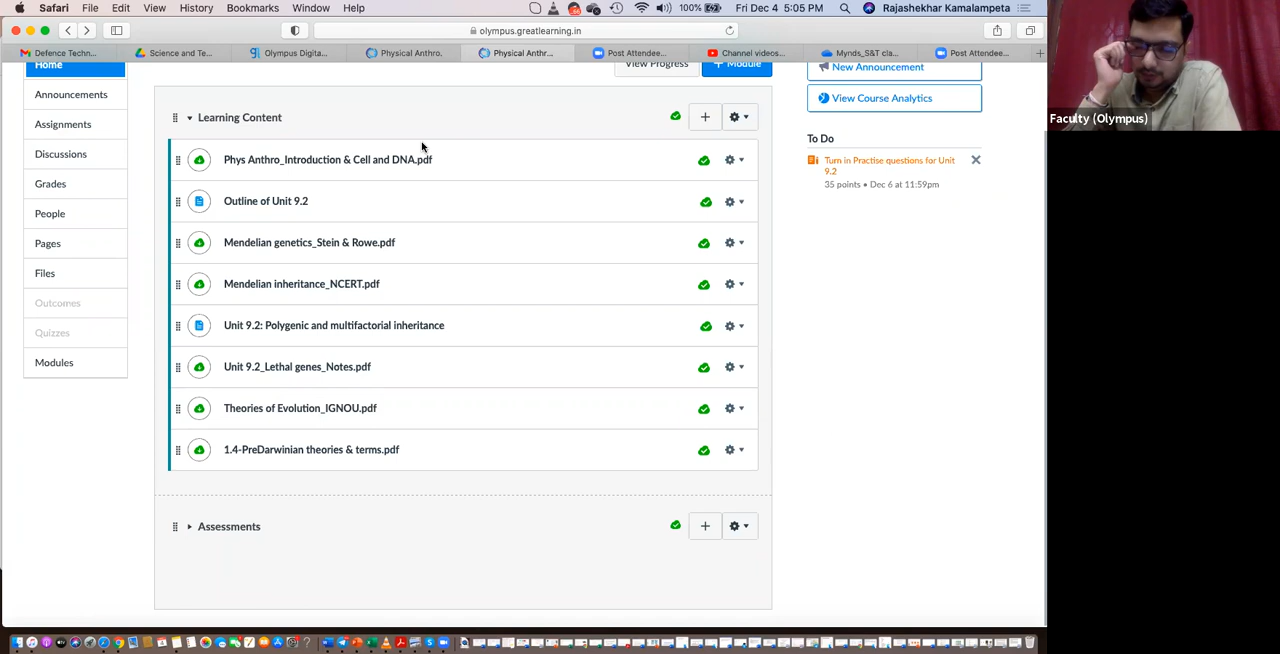 Safari File Edit View History Bookmarks Window Help 100% Fri Dec 4 5:05 PM Rajashekhar Kamalampeta
olympus.greatlearning.in
Defence Techn... Science and Te... Olympus Digita... Physical Anthro. Physical Anthr... Post Attendee... Channel videos... Mynds_S&T cla... Post Attendee...
Home
View Progress
+ Module
New Announcement
Announcements
View Course Analytics
Learning Content
Assignments
To Do
Discussions
Phys Anthro_Introduction & Cell and DNA.pdf
Turn in Practise questions for Unit
9.2
35 points • Dec 6 at 11:59pm
Grades
Outline of Unit 9.2
People
Pages
Mendelian genetics_Stein & Rowe.pdf
Files
Mendelian inheritance_NCERT.pdf
Outcomes
Quizzes
Unit 9.2: Polygenic and multifactorial inheritance
Modules
Unit 9.2_Lethal genes_Notes.pdf
Theories of Evolution_IGNOU.pdf
1.4-PreDarwinian theories & terms.pdf
Assessments
Faculty (Olympus)